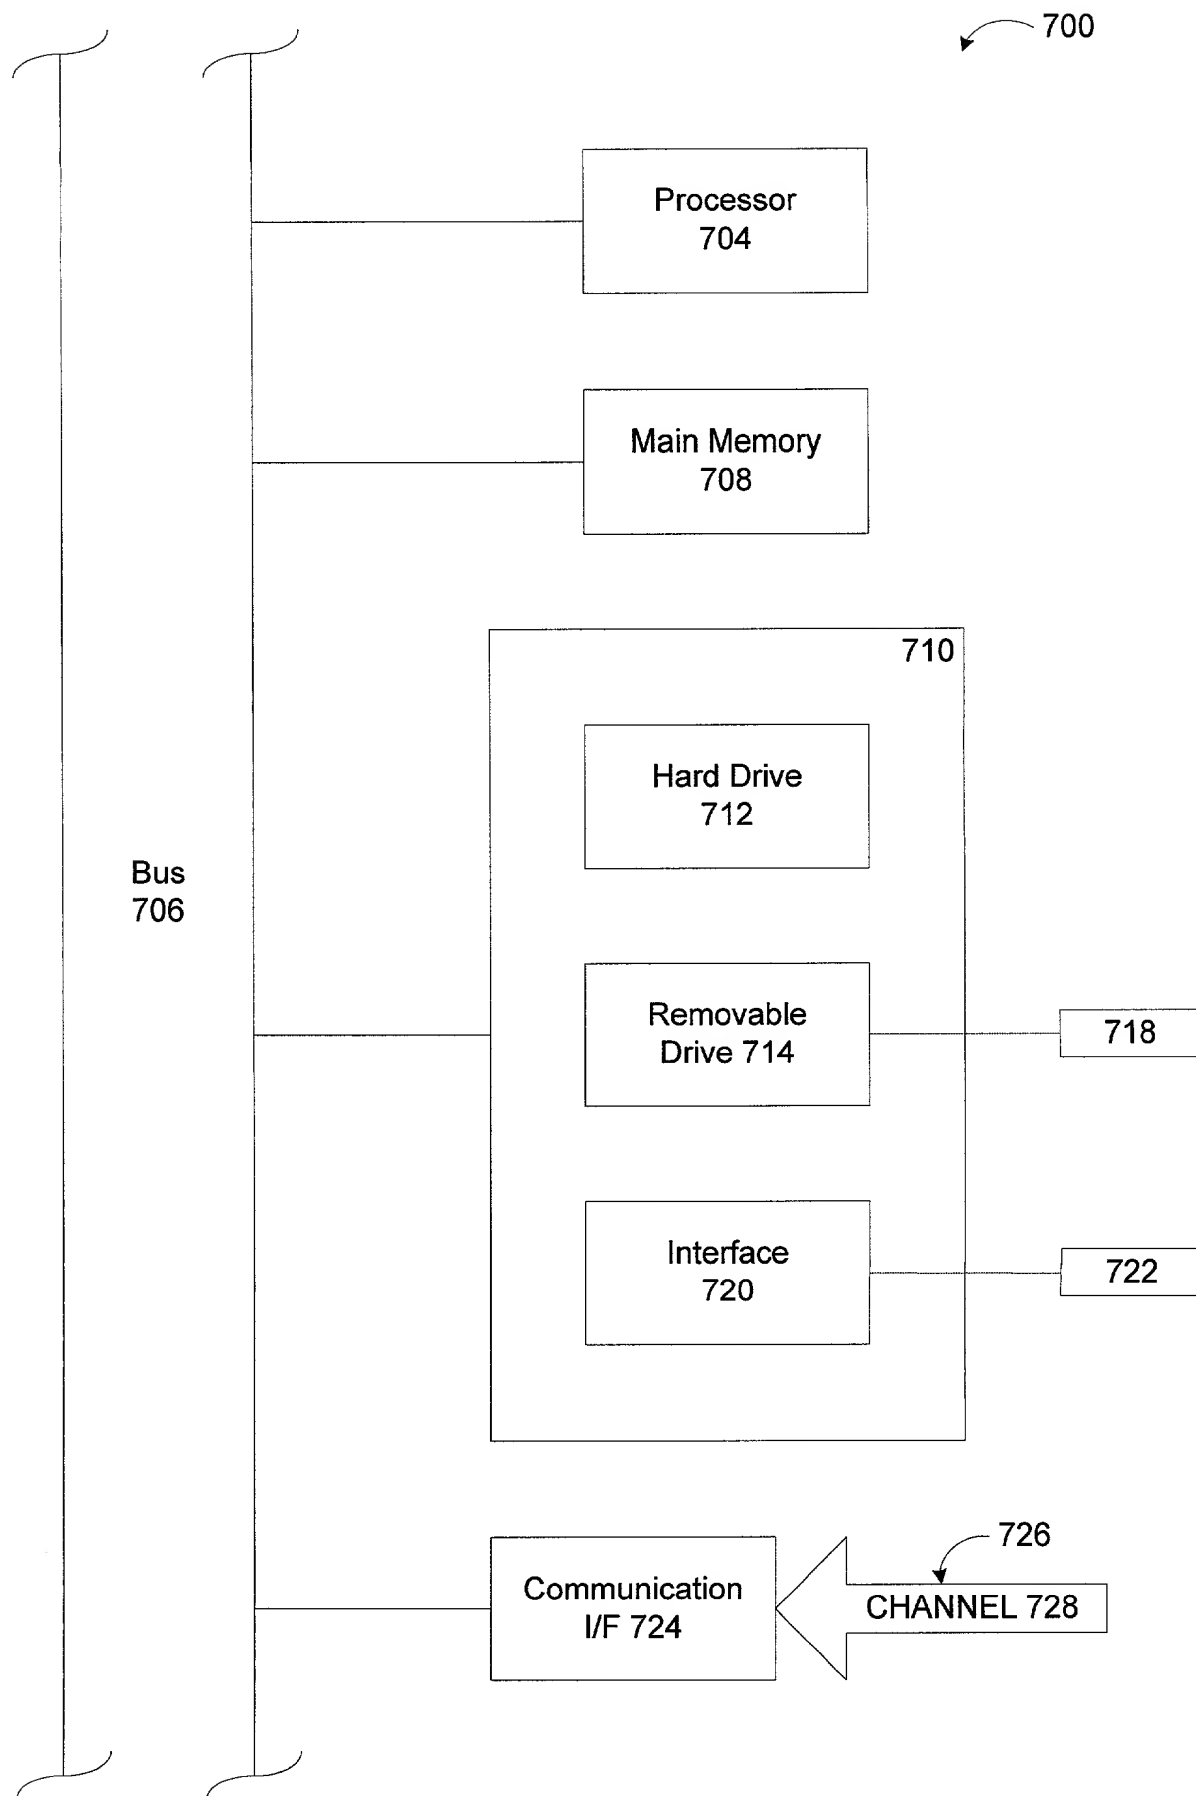 700
Processor
704
Main Memory
708
710
Hard Drive
712
Bus
706
Removable
Drive 714
718
Interface
720
722
726
Communication
I/F 724
CHANNEL 728